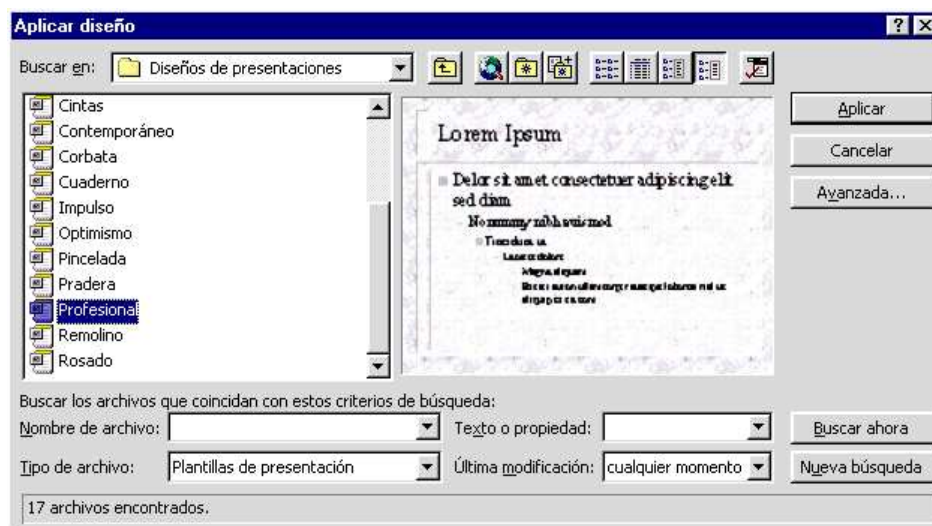 Aplicar diseño
Buscar en: Diseños de presentaciones
Cintas
Contemporáneo
Corbata
Cuaderno
Impulso
Optimismo
Pincelada
Pradera
Profesional
Remolino
Rosado
Lorem Ipsum
Dolor sit amet consectetuer adipiscing elit
sed diam
Nonummy nibh euismod
Aplicar
Cancelar
Avanzada...
Buscar los archivos que coincidan con estos criterios de búsqueda:
Nombre de archivo: Texto o propiedad: Buscar ahora
Tipo de archivo: Plantillas de presentación Última modificación: cualquier momento Nueva búsqueda
17 archivos encontrados.